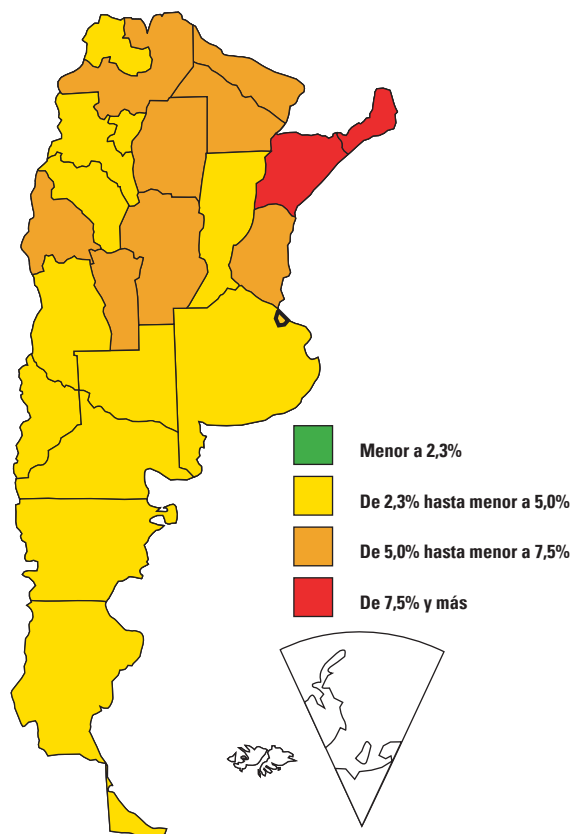 Menor a 2,3%
De 2,3% hasta menor a 5,0%
De 5,0% hasta menor a 7,5%
De 7,5% y más